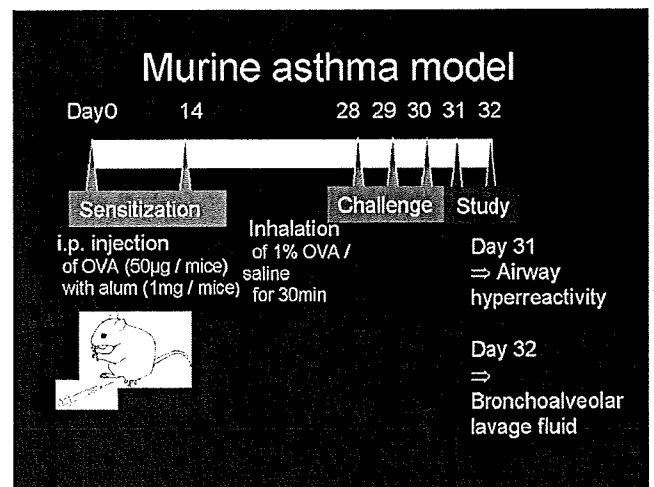 Murine asthma model
Day0 14 28 29 30 31 32
Sensitization
Challenge
Study
i.p. injection
of OVA (50µg / mice)
with alum (1mg / mice)
Inhalation
of 1% OVA /
saline
for 30min
Day 31
⇒ Airway
hyperreactivity
Day 32
⇒
Bronchoalveolar
lavage fluid